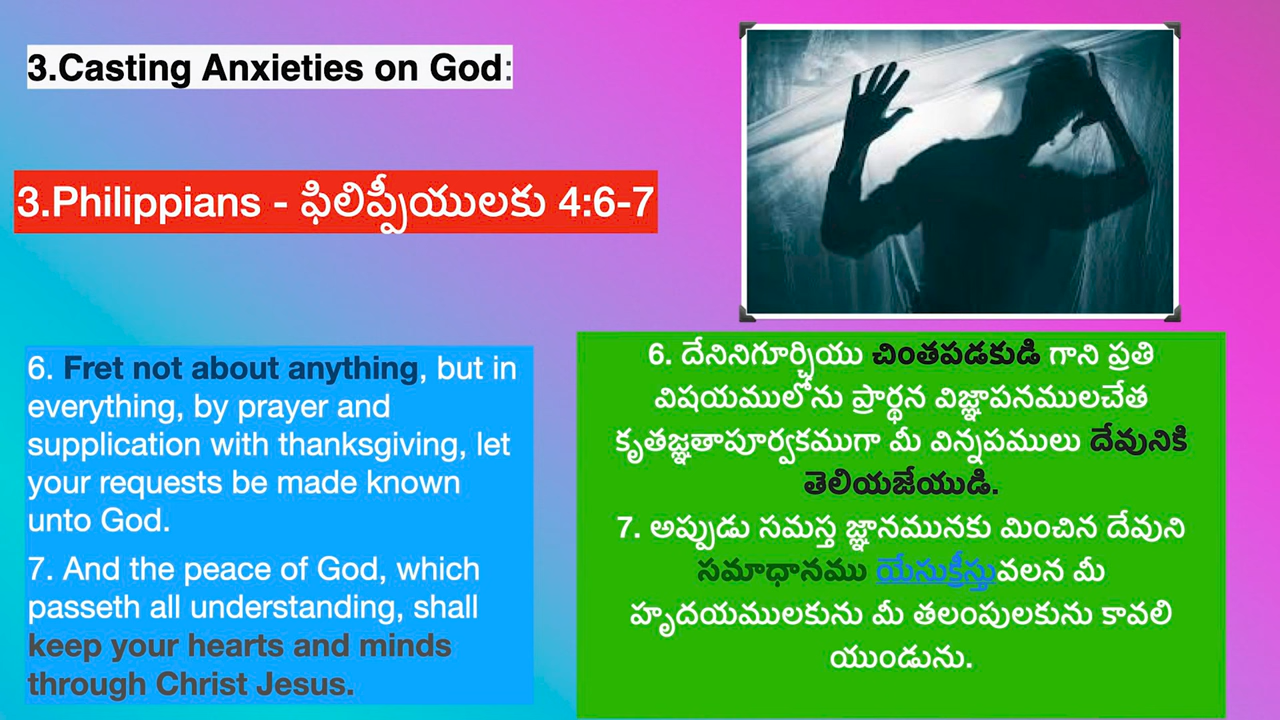 3.Casting Anxieties on God:
3.Philippians - ఫిలిప్పీయులకు 4:6-7
6. Fret not about anything, but in
everything, by prayer and
supplication with thanksgiving, let
your requests be made known
unto God.
7. And the peace of God, which
passeth all understanding, shall
keep your hearts and minds
through Christ Jesus.
6. దేనినిగూర్చియు చింతపడకుడి గాని ప్రతి
విషయములోను ప్రార్థన విజ్ఞాపనములచేత
కృతజ్ఞతాపూర్వకముగా మీ విన్నపములు దేవునికి
తెలియజేయుడి.
7. అప్పుడు సమస్త జ్ఞానమునకు మించిన దేవుని
సమాధానము యేసుక్రీస్తువలన మీ
హృదయములకును మీ తలంపులకును కావలి
యుండును.